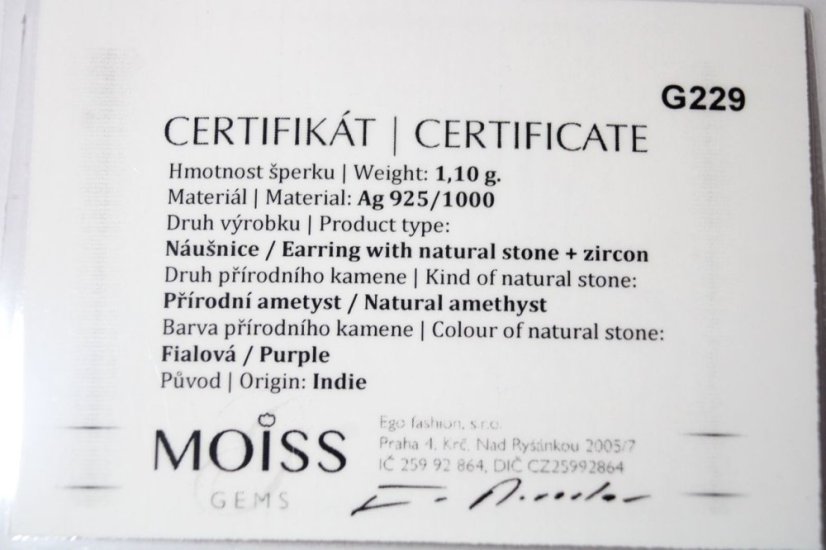 G229
CERTIFIKÁT | CERTIFICATE
Hmotnost šperku | Weight: 1,10 g.
Materiál | Material: Ag 925/1000
Druh výrobku | Product type:
Náušnice / Earring with natural stone + zircon
Druh přírodního kamene | Kind of natural stone:
Přírodní ametyst / Natural amethyst
Barva přírodního kamene | Colour of natural stone:
Fialová / Purple
Původ | Origin: Indie
MOISS
GEMS
Ego fashion, s.r.o.
Praha 4, Krč, Nad Ryšánkou 2005/7
IČ 259 92 864, DIČ CZ25992864